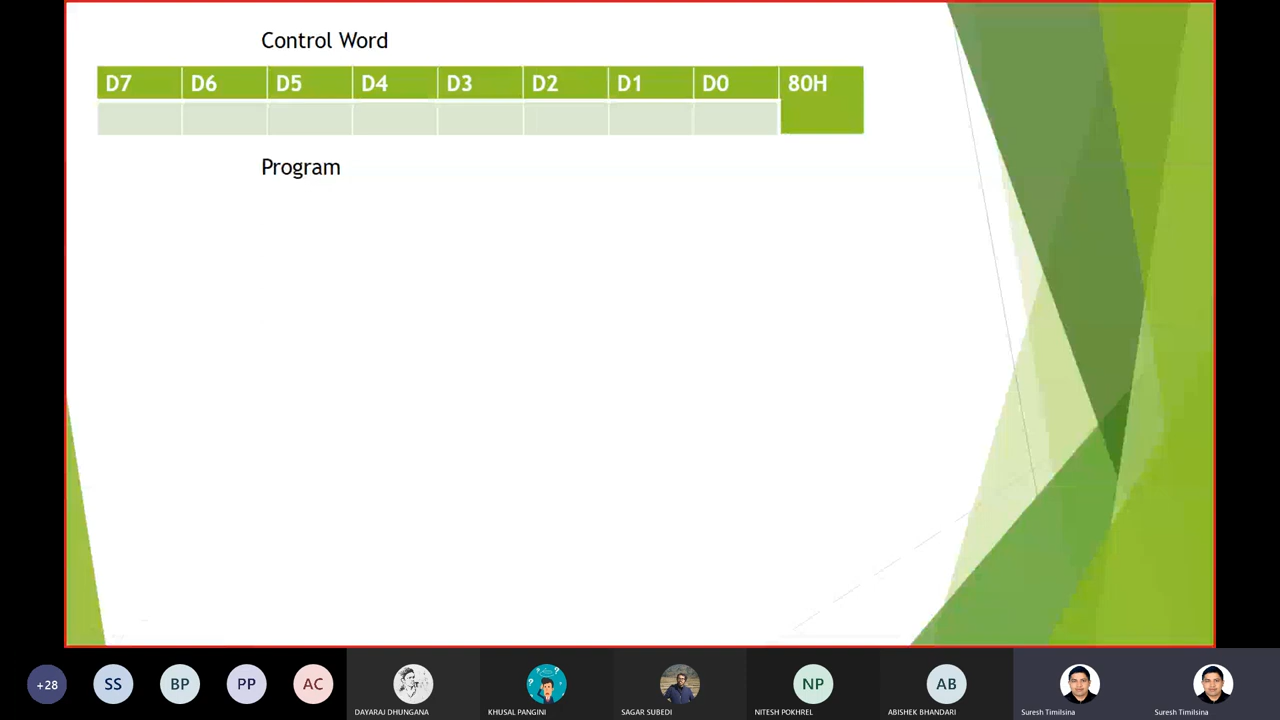 Control Word
D7 D6 D5 D4 D3 D2 D1 D0 80H
Program
+28 SS BP PP AC NP AB
DAYARAJ DHUNGANA KHUSAL PANGINI SAGAR SUBEDI NITESH POKHREL ABISHEK BHANDARI Suresh Timilsina Suresh Timilsina